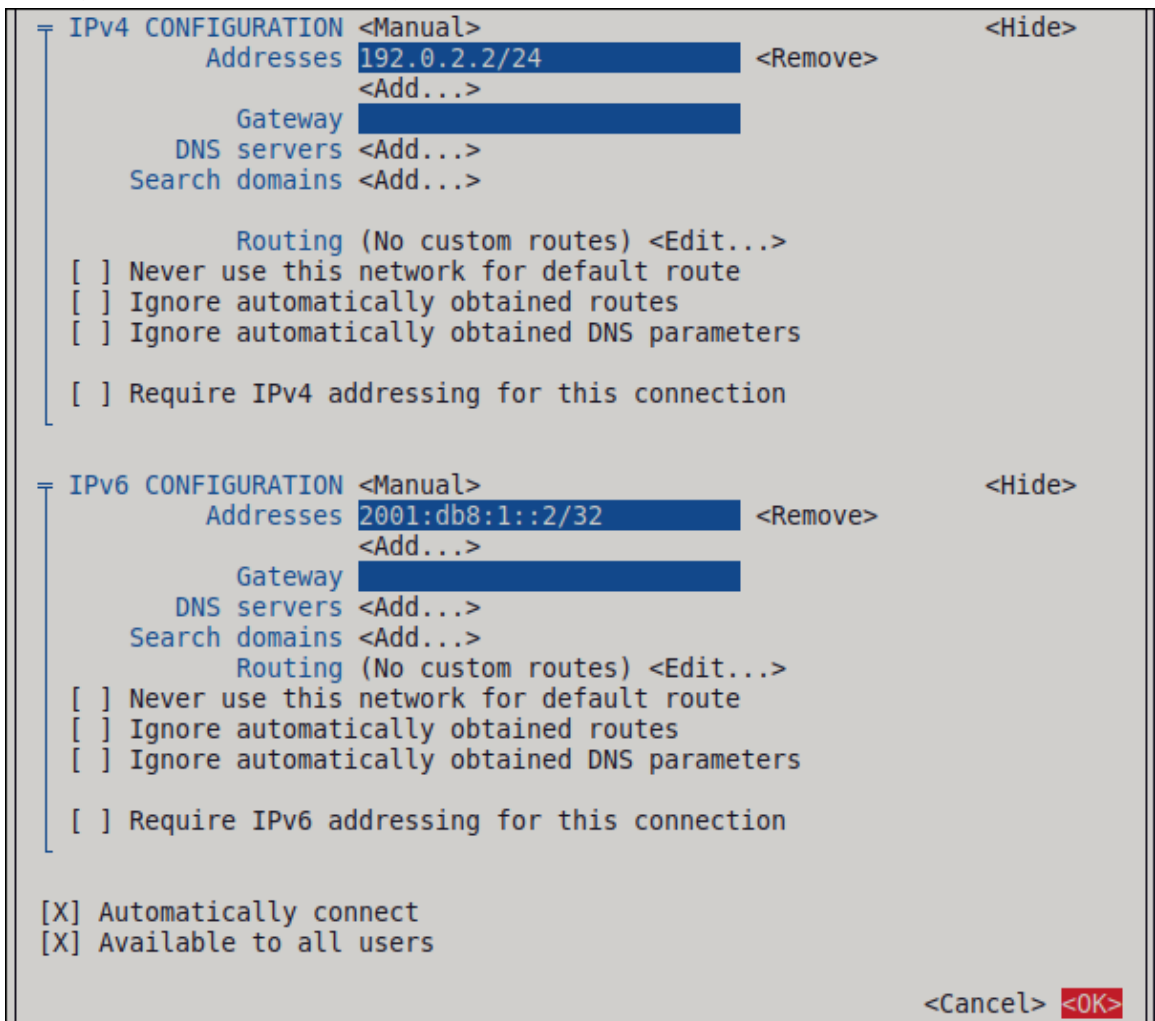 IPv4 CONFIGURATION <Manual> <Hide>
Addresses 192.0.2.2/24 <Remove>
<Add...>
Gateway
DNS servers <Add...>
Search domains <Add...>
Routing (No custom routes) <Edit...>
[ ] Never use this network for default route
[ ] Ignore automatically obtained routes
[ ] Ignore automatically obtained DNS parameters
[ ] Require IPv4 addressing for this connection
IPv6 CONFIGURATION <Manual> <Hide>
Addresses 2001:db8:1::2/32 <Remove>
<Add...>
Gateway
DNS servers <Add...>
Search domains <Add...>
Routing (No custom routes) <Edit...>
[ ] Never use this network for default route
[ ] Ignore automatically obtained routes
[ ] Ignore automatically obtained DNS parameters
[ ] Require IPv6 addressing for this connection
[X] Automatically connect
[X] Available to all users
<Cancel> <OK>